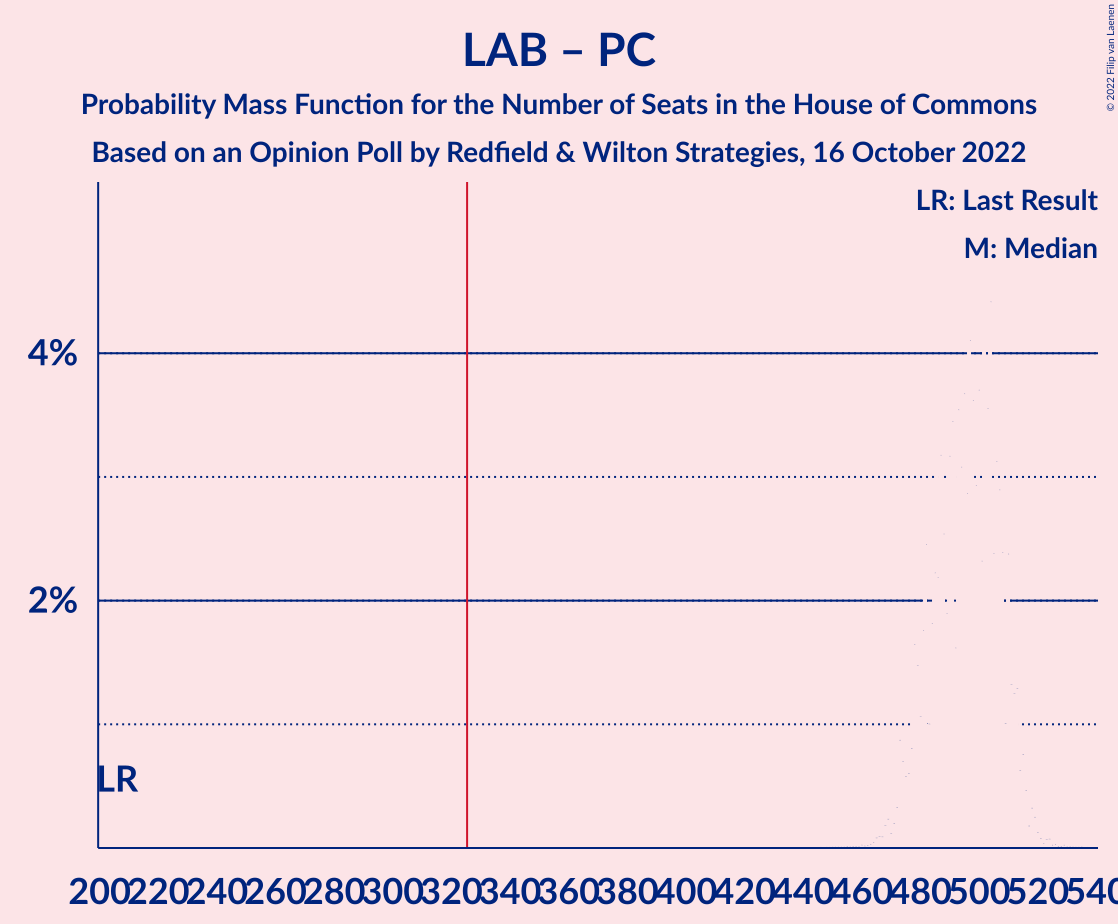 LAB – PC
Probability Mass Function for the Number of Seats in the House of Commons
Based on an Opinion Poll by Redfield & Wilton Strategies, 16 October 2022
LR: Last Result
M: Median
4%
2%
LR
200 220 240 260 280 300 320 340 360 380 400 420 440 460 480 500 520 540
© 2022 Filip van Laenen